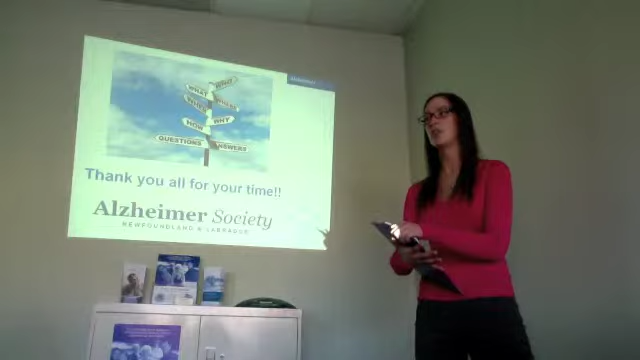 WHO
WHAT
WHERE
WHEN
WHY
HOW
QUESTIONS
ANSWERS
Thank you all for your time!!
Alzheimer Society
NEWFOUNDLAND & LABRADOR